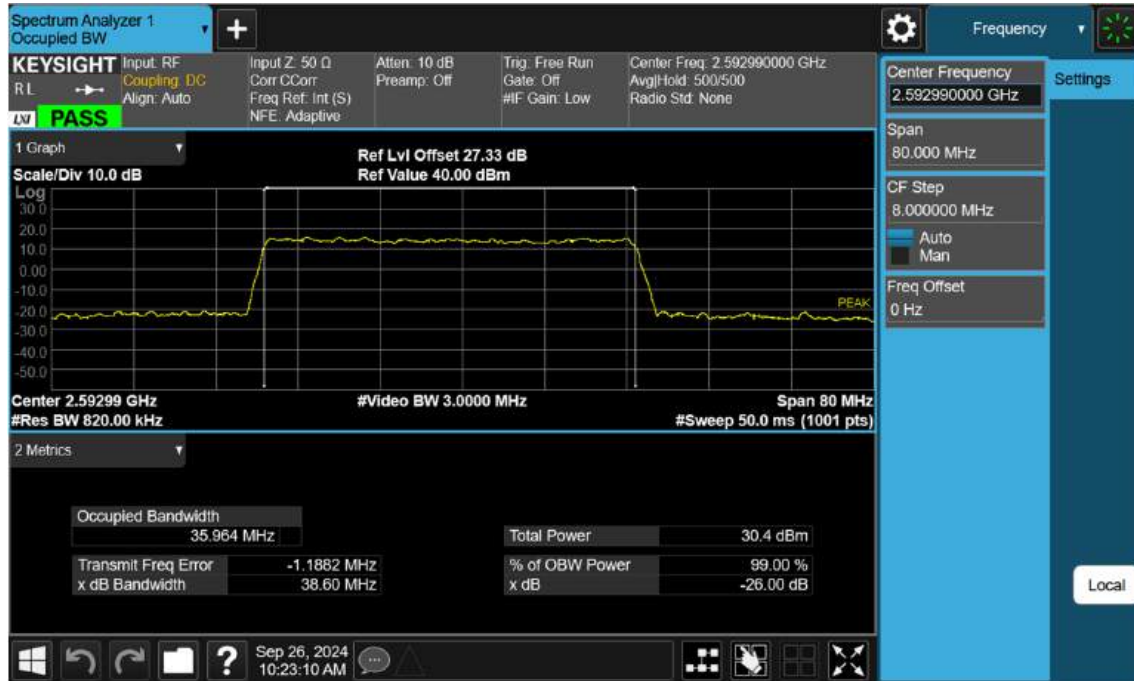 Spectrum Analyzer 1
Occupied BW
+
Frequency
KEYSIGHT
RL
LXI PASS
Input: RF
Coupling: DC
Align: Auto
Input Z: 50 Ω
Corr CCorr
Freq Ref: Int (S)
NFE: Adaptive
Atten: 10 dB
Preamp: Off
Trig: Free Run
Gate: Off
#IF Gain: Low
Center Freq: 2.592990000 GHz
Avg|Hold: 500/500
Radio Std: None
Center Frequency
2.592990000 GHz
Settings
Span
80.000 MHz
CF Step
8.000000 MHz
Auto
Man
Freq Offset
0 Hz
Local
1 Graph
Scale/Div 10.0 dB
Ref Lvl Offset 27.33 dB
Ref Value 40.00 dBm
Log
30.0
20.0
10.0
0.00
-10.0
-20.0
-30.0
-40.0
-50.0
PEAK
Center 2.59299 GHz
#Res BW 820.00 kHz
#Video BW 3.0000 MHz
Span 80 MHz
#Sweep 50.0 ms (1001 pts)
2 Metrics
Occupied Bandwidth
35.964 MHz
Total Power 30.4 dBm
Transmit Freq Error -1.1882 MHz
% of OBW Power 99.00 %
x dB Bandwidth 38.60 MHz
x dB -26.00 dB
?
Sep 26, 2024
10:23:10 AM